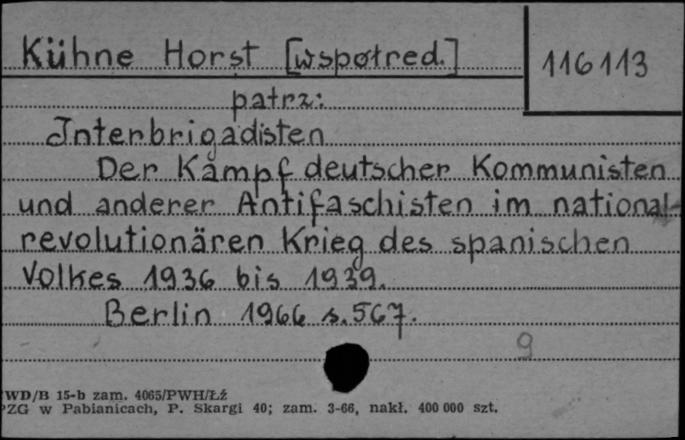 Kühne Horst [współred.]
116113
patrz:
Interbrigadisten
Der Kampf deutscher Kommunisten
und anderer Antifaschisten im national-
revolutionären Krieg des spanischen
Volkes 1936 bis 1939.
Berlin 1966 s. 567.
9
WD/B 15-b zam. 4065/PWH/Łź
PZG w Pabianicach, P. Skargi 40; zam. 3-66, nakł. 400 000 szt.